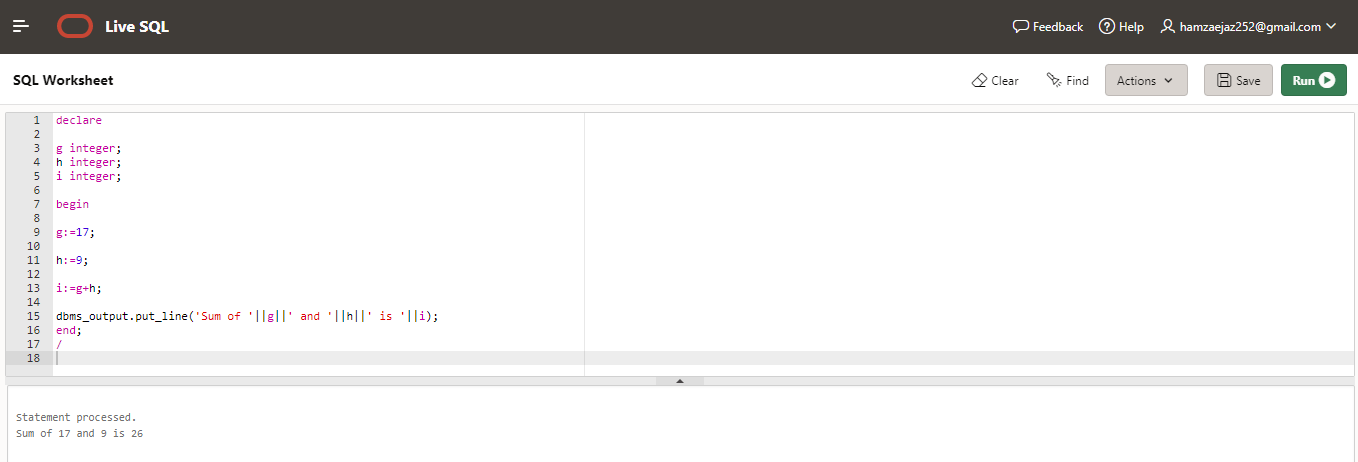 Live SQL
Feedback
Help
hamzaejaz252@gmail.com
SQL Worksheet
Clear
Find
Actions
Save
Run
1 declare
2
3 g integer;
4 h integer;
5 i integer;
6
7 begin
8
9 g:=17;
10
11 h:=9;
12
13 i:=g+h;
14
15 dbms_output.put_line('Sum of '||g||' and '||h||' is '||i);
16 end;
17 /
18
Statement processed.
Sum of 17 and 9 is 26